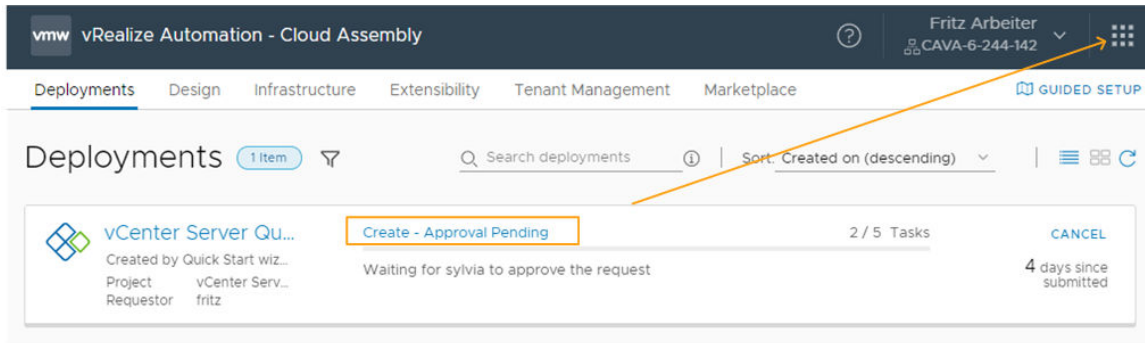 vmw vRealize Automation - Cloud Assembly
Fritz Arbeiter
CAVA-6-244-142
Deployments Design Infrastructure Extensibility Tenant Management Marketplace GUIDED SETUP
Deployments 1 Item Search deployments Sort: Created on (descending)
vCenter Server Qu... Create - Approval Pending 2 / 5 Tasks CANCEL
Created by Quick Start wiz... Waiting for sylvia to approve the request 4 days since
Project vCenter Serv... submitted
Requestor fritz